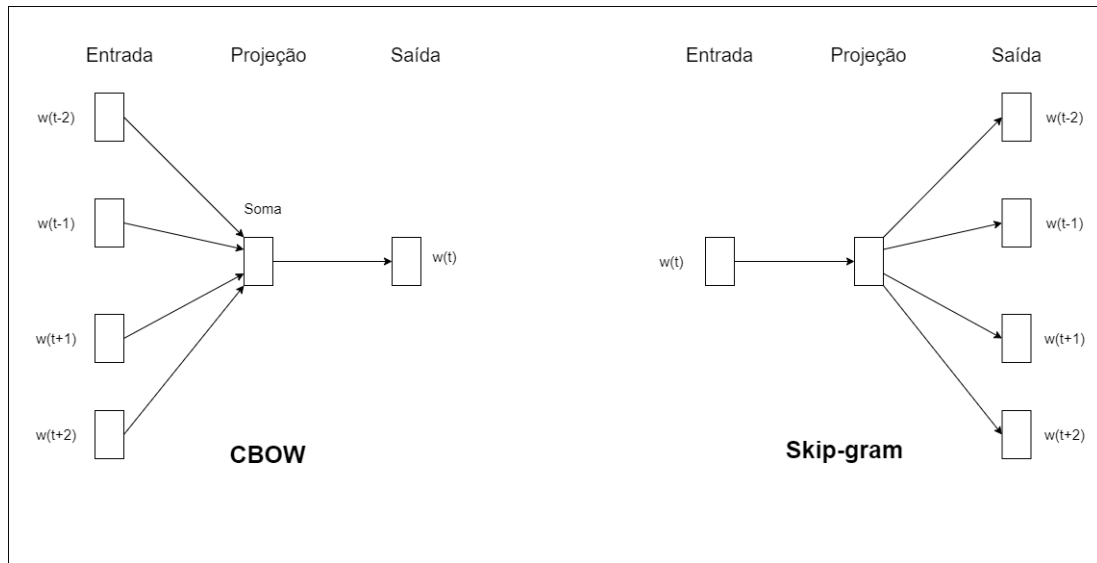 Entrada
Projeção
Saída
w(t-2)
w(t-1)
Soma
w(t)
w(t+1)
w(t+2)
CBOW
Entrada
Projeção
Saída
w(t-2)
w(t-1)
w(t)
w(t+1)
w(t+2)
Skip-gram